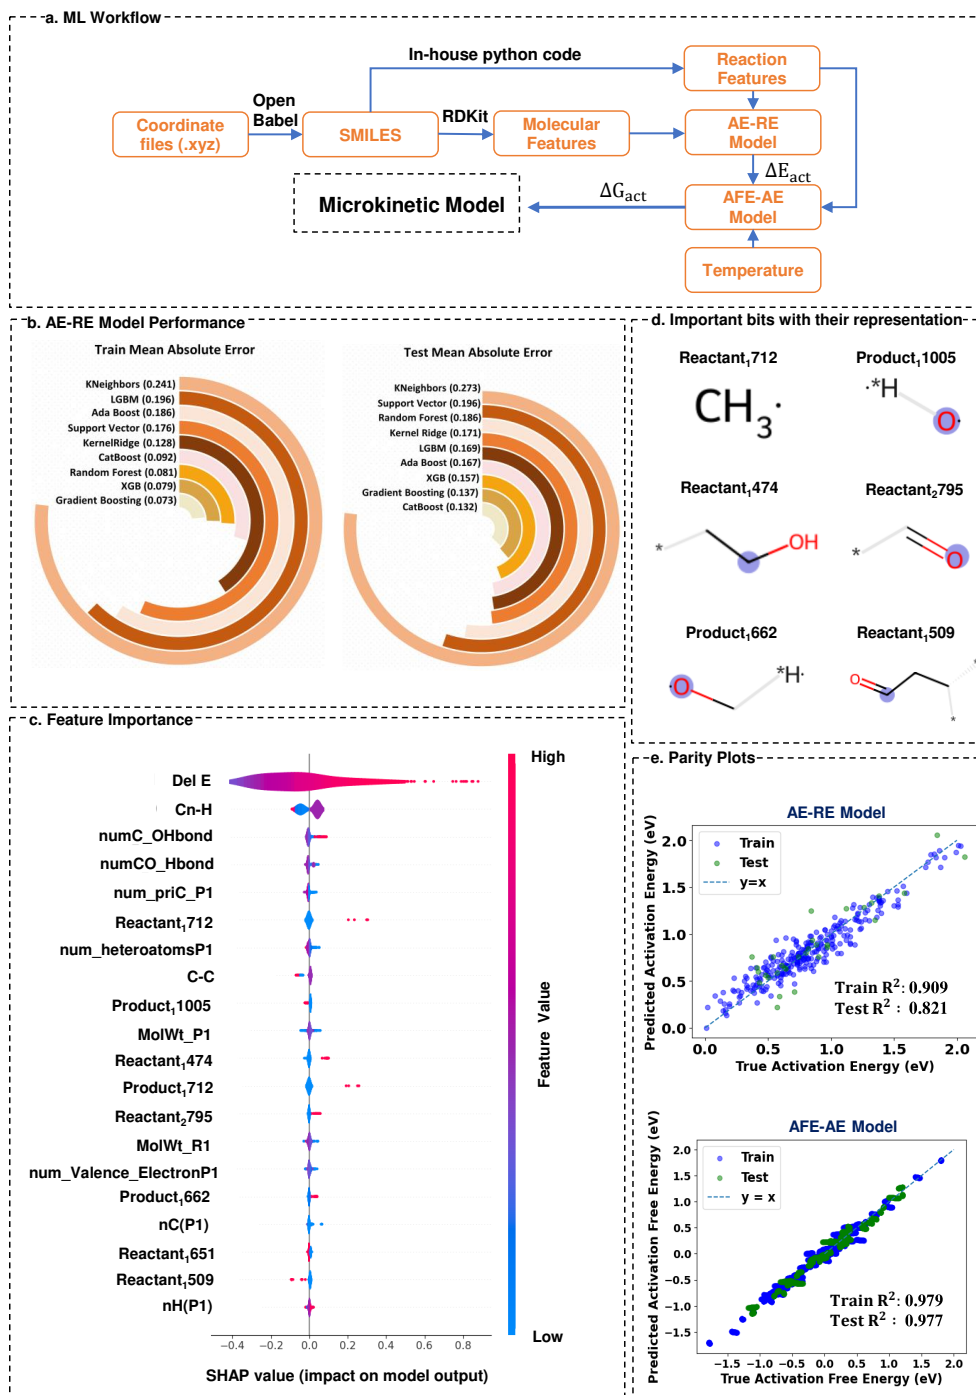 a. ML Workflow
In-house python code
Reaction
Features
Open
Babel
RDKit
Coordinate
files (.xyz)
SMILES
Molecular
Features
AE-RE
Model
ΔE_act
ΔG_act
Microkinetic Model
AFE-AE
Model
Temperature
b. AE-RE Model Performance
Train Mean Absolute Error
KNeighbors (0.241)
LGBM (0.196)
Ada Boost (0.186)
Support Vector (0.176)
KernelRidge (0.128)
CatBoost (0.092)
Random Forest (0.081)
XGB (0.079)
Gradient Boosting (0.073)
Test Mean Absolute Error
KNeighbors (0.273)
Support Vector (0.196)
Random Forest (0.186)
Kernel Ridge (0.171)
LGBM (0.169)
Ada Boost (0.167)
XGB (0.157)
Gradient Boosting (0.137)
CatBoost (0.132)
d. Important bits with their representation
Reactant₁712
Product₁1005
CH₃·
·*H
O·
Reactant₁474
Reactant₂795
*
OH
*
O
Product₁662
Reactant₁509
·O
*H·
O
*
*
c. Feature Importance
Del E
Cn-H
numC_OHbond
numCO_Hbond
num_priC_P1
Reactant₁712
num_heteroatomsP1
C-C
Product₁1005
MolWt_P1
Reactant₁474
Product₁712
Reactant₂795
MolWt_R1
num_Valence_ElectronP1
Product₁662
nC(P1)
Reactant₁651
Reactant₁509
nH(P1)
−0.4 −0.2 0.0 0.2 0.4 0.6 0.8
SHAP value (impact on model output)
High
Feature Value
Low
e. Parity Plots
AE-RE Model
Predicted Activation Energy (eV)
2.0
1.5
1.0
0.5
0.0
Train
Test
y=x
Train R²: 0.909
Test R² : 0.821
0.0 0.5 1.0 1.5 2.0
True Activation Energy (eV)
AFE-AE Model
Predicted Activation Free Energy (eV)
2.0
1.5
1.0
0.5
0.0
−0.5
−1.0
−1.5
Train
Test
y = x
Train R²: 0.979
Test R² : 0.977
−1.5 −1.0 −0.5 0.0 0.5 1.0 1.5 2.0
True Activation Free Energy (eV)